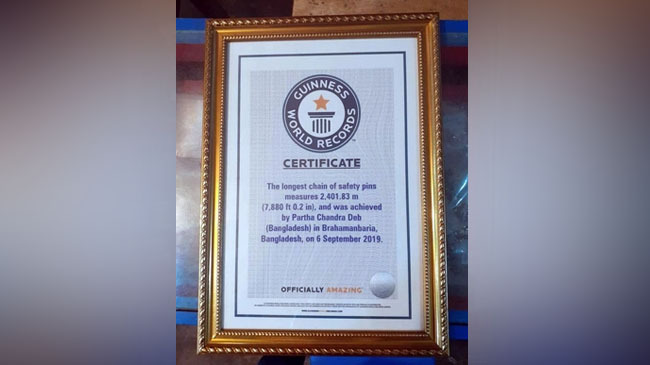 GUINNESS
WORLD RECORDS
™
CERTIFICATE
The longest chain of safety pins
measures 2,401.83 m
(7,880 ft 0.2 in), and was achieved
by Partha Chandra Deb
(Bangladesh) in Brahamanbaria,
Bangladesh, on 6 September 2019.
OFFICIALLY AMAZING